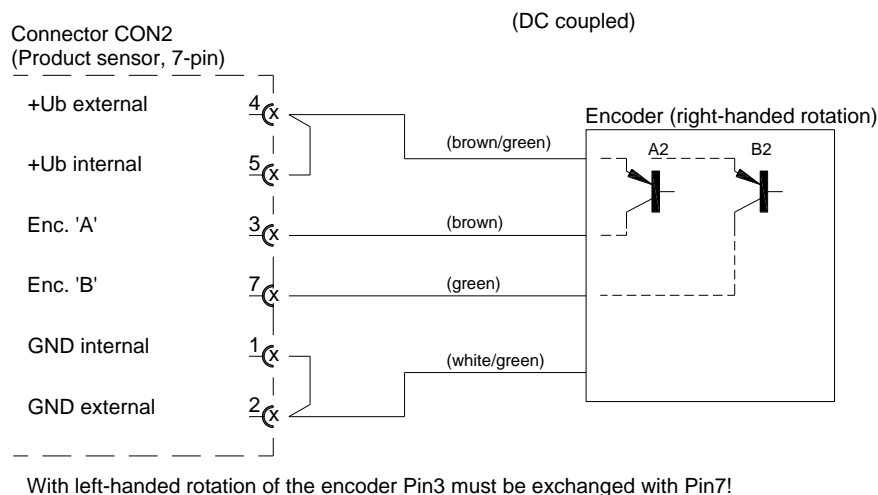 (DC coupled)
Connector CON2
(Product sensor, 7-pin)
+Ub external
4
X
Encoder (right-handed rotation)
(brown/green)
A2
B2
+Ub internal
5
X
Enc. 'A'
3
X
(brown)
Enc. 'B'
7
X
(green)
GND internal
1
X
(white/green)
GND external
2
X
With left-handed rotation of the encoder Pin3 must be exchanged with Pin7!